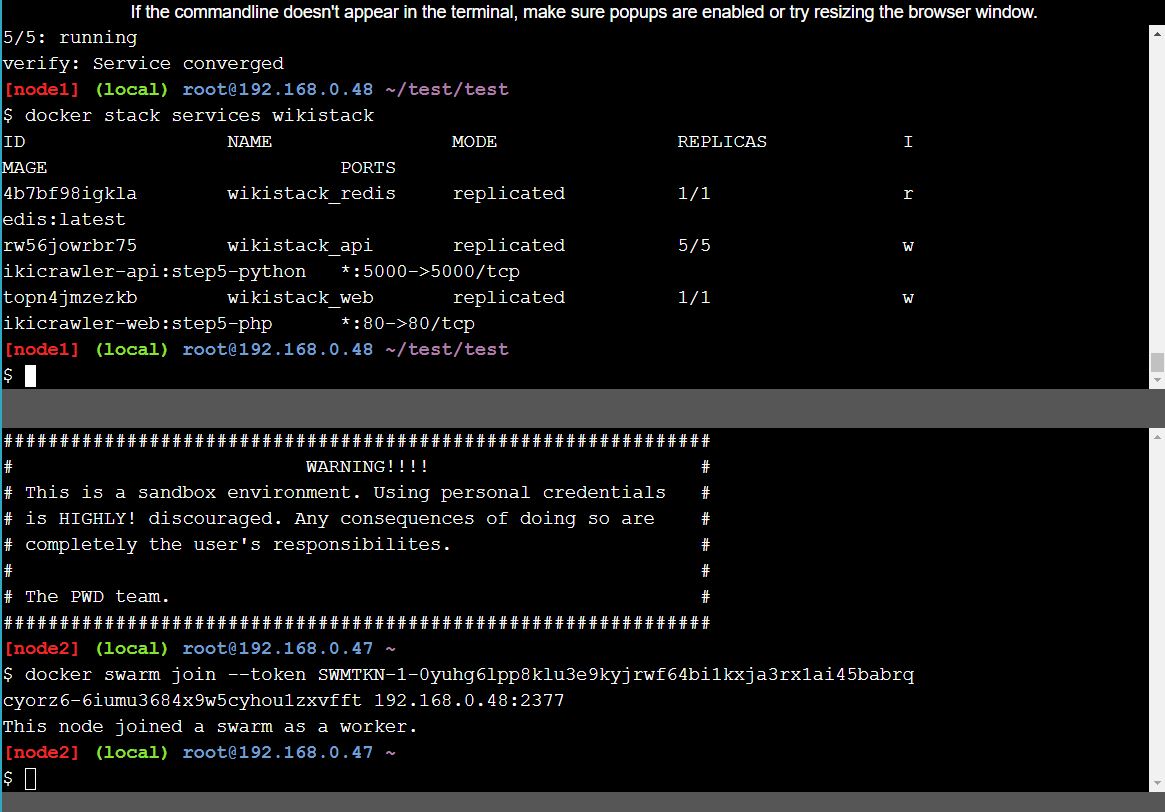 If the commandline doesn't appear in the terminal, make sure popups are enabled or try resizing the browser window.
5/5: running
verify: Service converged
[node1] (local) root@192.168.0.48 ~/test/test
$ docker stack services wikistack
ID NAME MODE REPLICAS I
MAGE PORTS
4b7bf98igkla wikistack_redis replicated 1/1 r
edis:latest
rw56jowrbr75 wikistack_api replicated 5/5 w
ikicrawler-api:step5-python *:5000->5000/tcp
topn4jmzezkb wikistack_web replicated 1/1 w
ikicrawler-web:step5-php *:80->80/tcp
[node1] (local) root@192.168.0.48 ~/test/test
$
###############################################################
# WARNING!!!! #
# This is a sandbox environment. Using personal credentials #
# is HIGHLY! discouraged. Any consequences of doing so are #
# completely the user's responsibilites. #
# #
# The PWD team. #
###############################################################
[node2] (local) root@192.168.0.47 ~
$ docker swarm join --token SWMTKN-1-0yuhg6lpp8klu3e9kyjrwf64bi1kxja3rx1ai45babrq
cyorz6-6iumu3684x9w5cyhou1zxvfft 192.168.0.48:2377
This node joined a swarm as a worker.
[node2] (local) root@192.168.0.47 ~
$